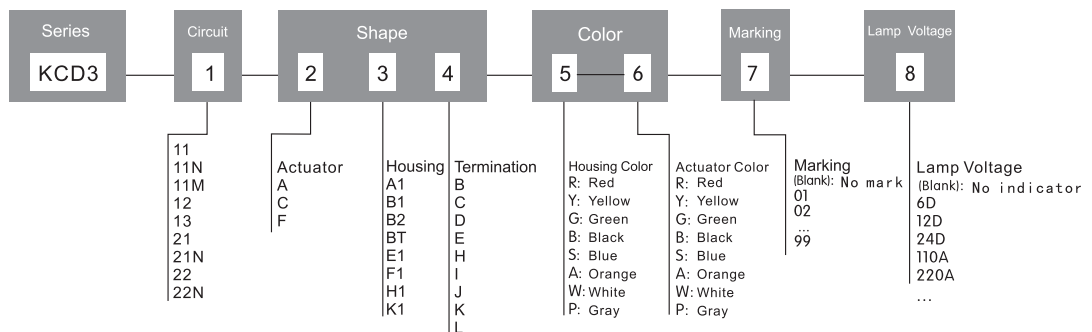 Series
Circuit
Shape
Color
Marking
Lamp Voltage
KCD3
1
2
3
4
5
6
7
8
11
11N
11M
12
13
21
21N
22
22N
Actuator
A
C
F
Housing
A1
B1
B2
BT
E1
F1
H1
K1
Termination
B
C
D
E
H
I
J
K
L
Housing Color
R: Red
Y: Yellow
G: Green
B: Black
S: Blue
A: Orange
W: White
P: Gray
Actuator Color
R: Red
Y: Yellow
G: Green
B: Black
S: Blue
A: Orange
W: White
P: Gray
Marking
(Blank): No mark
01
02
...
99
Lamp Voltage
(Blank): No indicator
6D
12D
24D
110A
220A
...